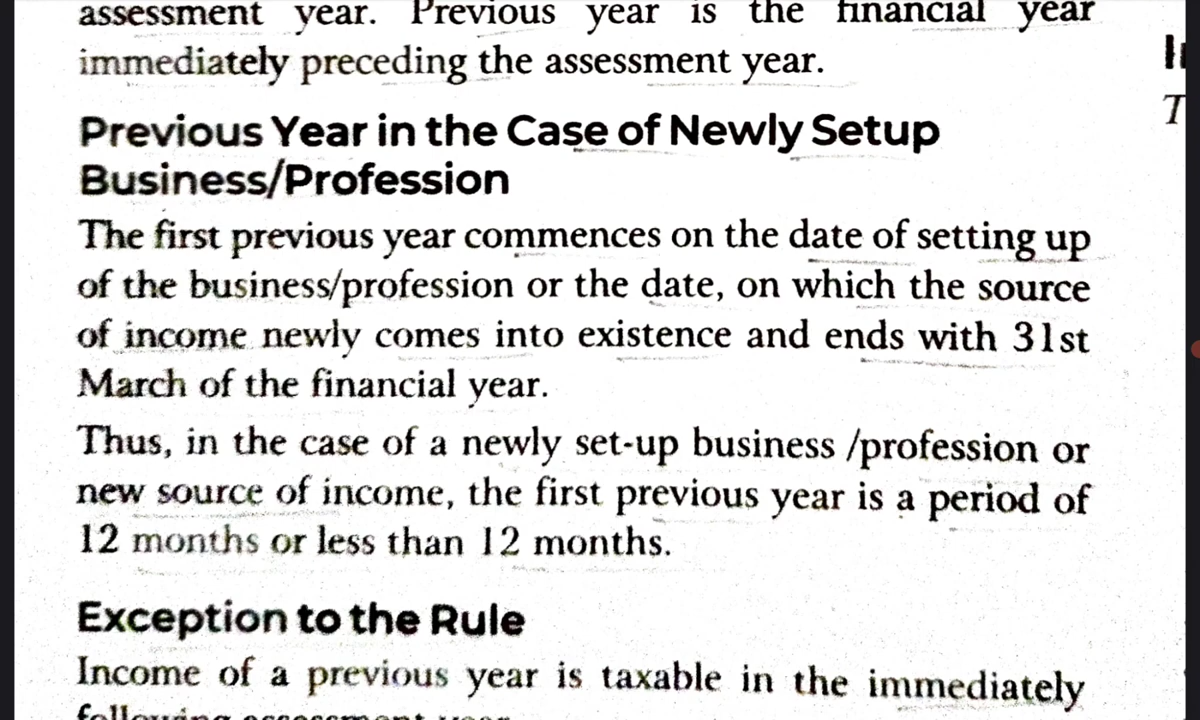 assessment year. Previous year is the financial year
immediately preceding the assessment year.
Previous Year in the Case of Newly Setup
Business/Profession
The first previous year commences on the date of setting up
of the business/profession or the date, on which the source
of income newly comes into existence and ends with 31st
March of the financial year.
Thus, in the case of a newly set-up business /profession or
new source of income, the first previous year is a period of
12 months or less than 12 months.
Exception to the Rule
Income of a previous year is taxable in the immediately
following assessment year.
T